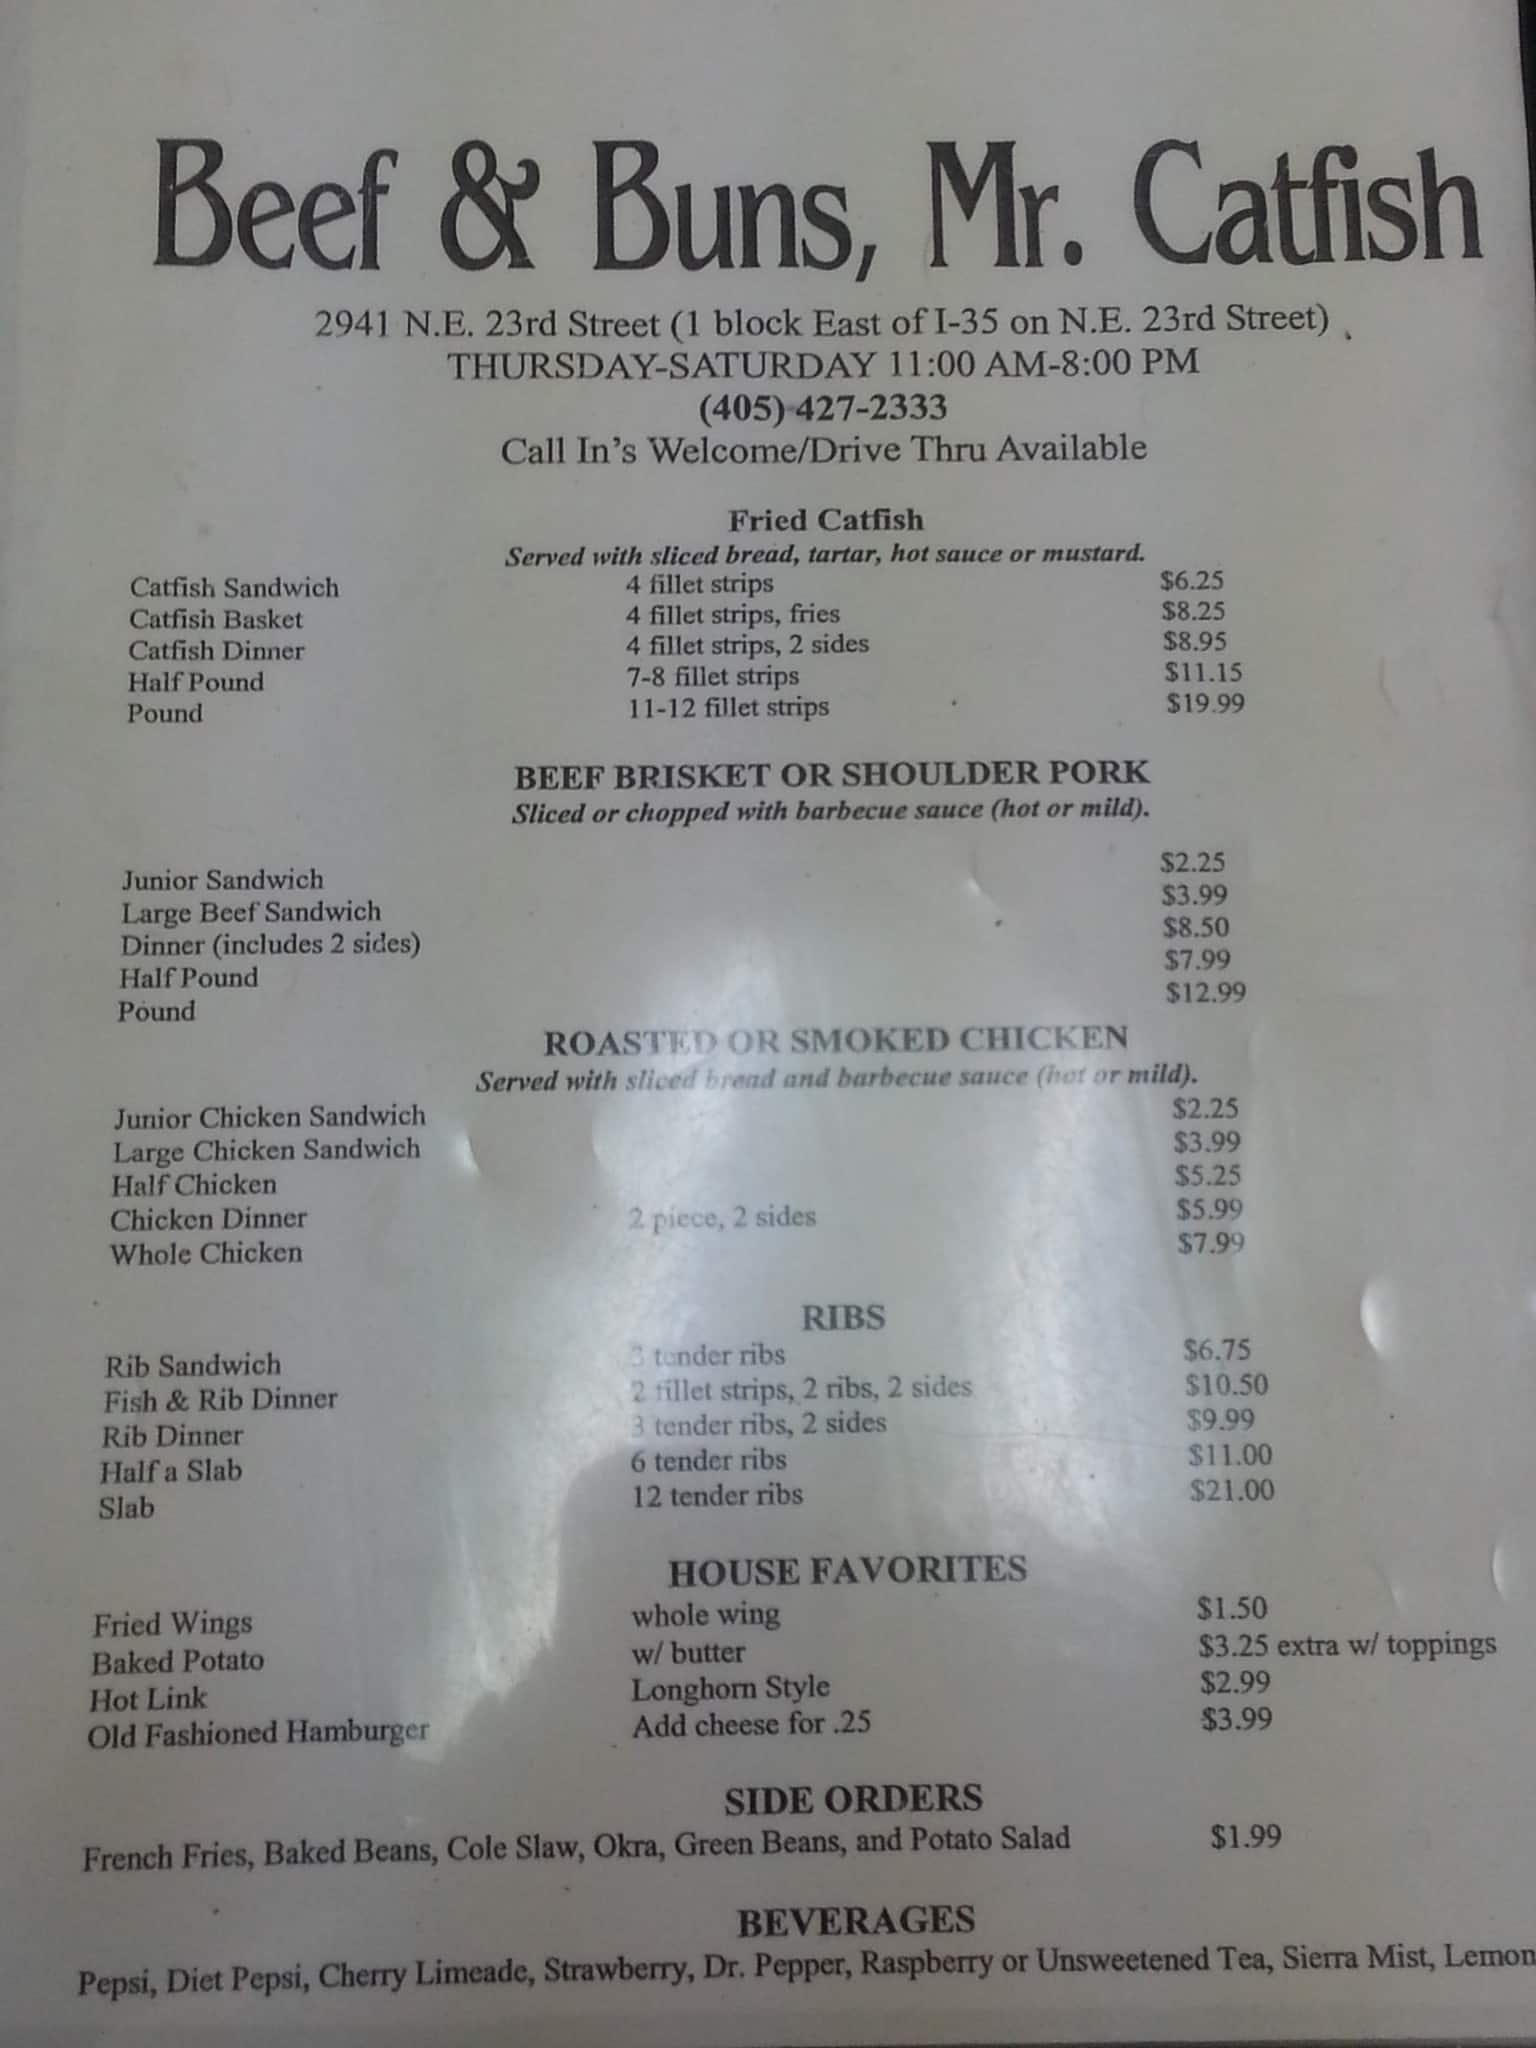 Beef & Buns, Mr. Catfish
2941 N.E. 23rd Street (1 block East of I-35 on N.E. 23rd Street)
THURSDAY-SATURDAY 11:00 AM-8:00 PM
(405) 427-2333
Call In's Welcome/Drive Thru Available
Fried Catfish
Served with sliced bread, tartar, hot sauce or mustard.
Catfish Sandwich 4 fillet strips $6.25
Catfish Basket 4 fillet strips, fries $8.25
Catfish Dinner 4 fillet strips, 2 sides $8.95
Half Pound 7-8 fillet strips $11.15
Pound 11-12 fillet strips $19.99
BEEF BRISKET OR SHOULDER PORK
Sliced or chopped with barbecue sauce (hot or mild).
Junior Sandwich $2.25
Large Beef Sandwich $3.99
Dinner (includes 2 sides) $8.50
Half Pound $7.99
Pound $12.99
ROASTED OR SMOKED CHICKEN
Served with sliced bread and barbecue sauce (hot or mild).
Junior Chicken Sandwich $2.25
Large Chicken Sandwich $3.99
Half Chicken $5.25
Chicken Dinner 2 piece, 2 sides $5.99
Whole Chicken $7.99
RIBS
Rib Sandwich 3 tender ribs $6.75
Fish & Rib Dinner 2 fillet strips, 2 ribs, 2 sides $10.50
Rib Dinner 3 tender ribs, 2 sides $9.99
Half a Slab 6 tender ribs $11.00
Slab 12 tender ribs $21.00
HOUSE FAVORITES
Fried Wings whole wing $1.50
Baked Potato w/ butter $3.25 extra w/ toppings
Hot Link Longhorn Style $2.99
Old Fashioned Hamburger Add cheese for .25 $3.99
SIDE ORDERS
French Fries, Baked Beans, Cole Slaw, Okra, Green Beans, and Potato Salad $1.99
BEVERAGES
Pepsi, Diet Pepsi, Cherry Limeade, Strawberry, Dr. Pepper, Raspberry or Unsweetened Tea, Sierra Mist, Lemon